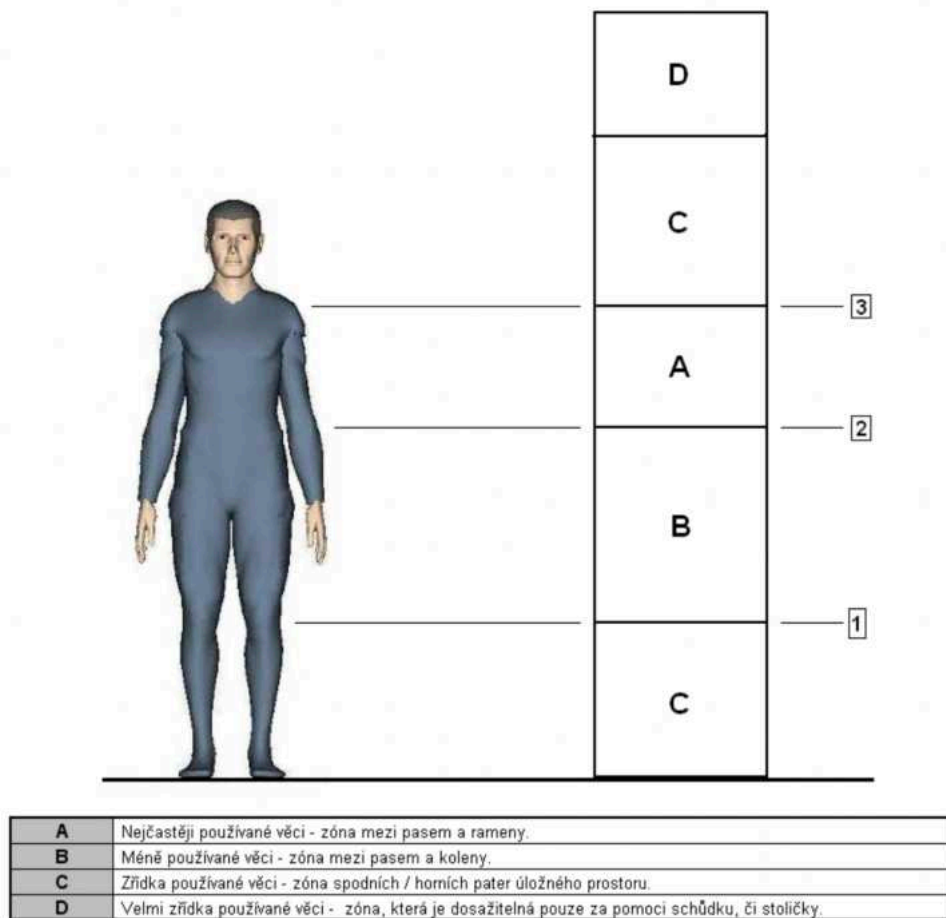 D
C
3
A
2
B
1
C
A Nejčastěji používané věci - zóna mezi pasem a rameny.
B Méně používané věci - zóna mezi pasem a koleny.
C Zřídka používané věci - zóna spodních / horních pater úložného prostoru.
D Velmi zřídka používané věci - zóna, která je dosažitelná pouze za pomoci schůdku, či stoličky.